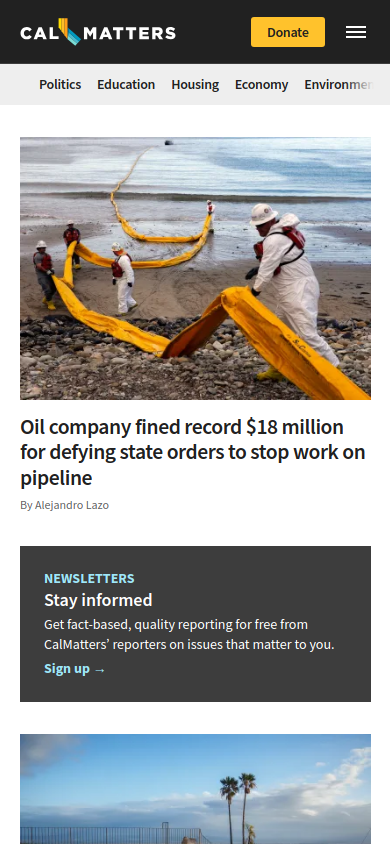 CAL MATTERS
Donate
Politics Education Housing Economy Environmen
Oil company fined record $18 million
for defying state orders to stop work on
pipeline
By Alejandro Lazo
NEWSLETTERS
Stay informed
Get fact-based, quality reporting for free from
CalMatters’ reporters on issues that matter to you.
Sign up →